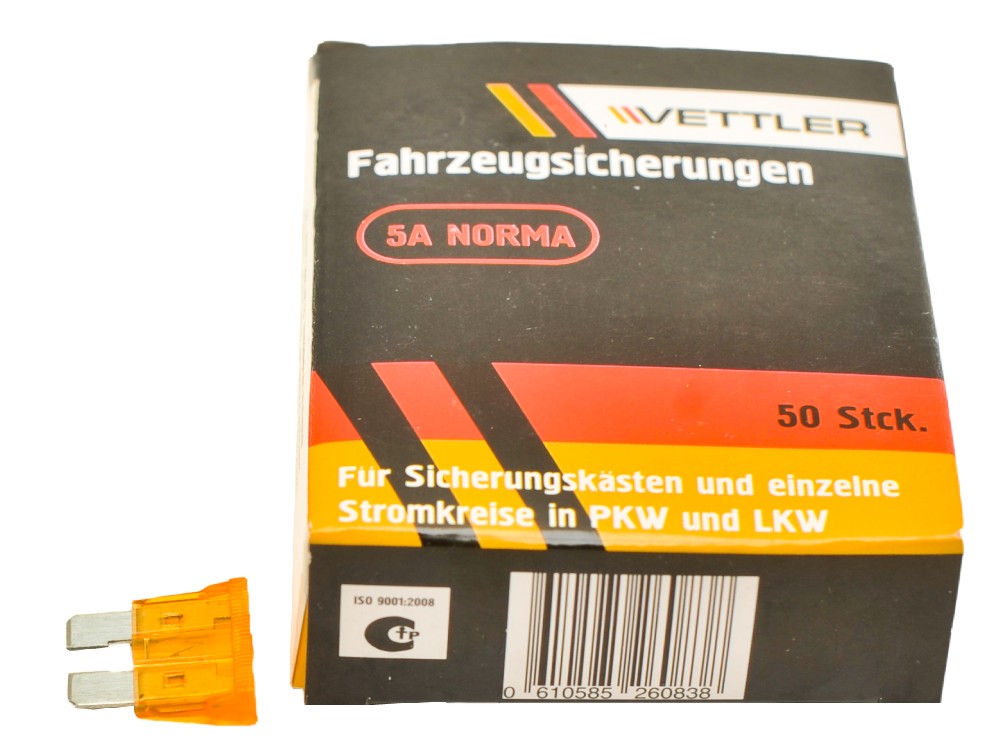 VETTLER
Fahrzeugsicherungen
5A NORMA
50 Stck.
Für Sicherungskästen und einzelne
Stromkreise in PKW und LKW
ISO 9001:2008
0 610585 260838